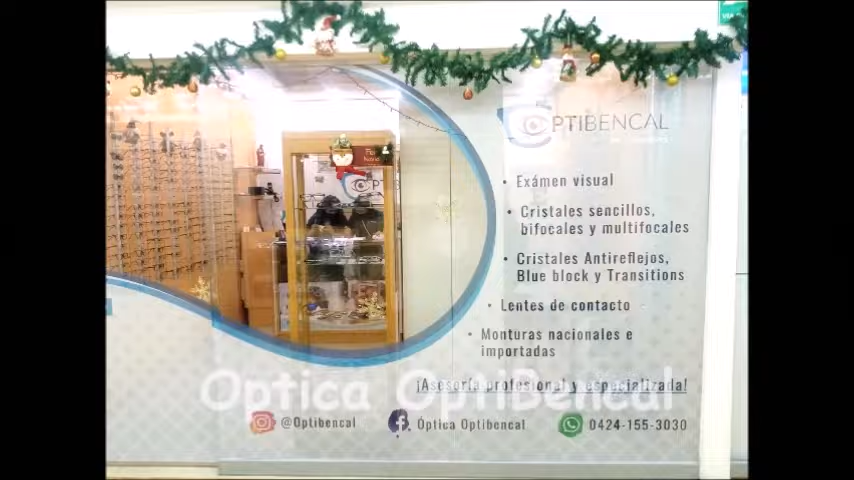 OPTIBENCAL
• Exámen visual
• Cristales sencillos,
bifocales y multifocales
• Cristales Antireflejos,
Blue block y Transitions
• Lentes de contacto
• Monturas nacionales e
importadas
¡Asesoría profesional y especializada!
Optica OptiBencal
@Optibencal
Óptica Optibencal
0424-155-3030